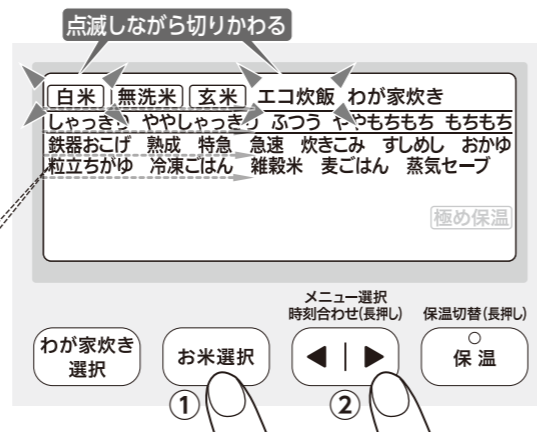 点滅しながら切りかわる
白米 無洗米 玄米 エコ炊飯 わが家炊き
しゃっきり ややしゃっきり ふつう ややもちもち もちもち
鉄器おこげ 熟成 特急 急速 炊きこみ すしめし おかゆ
粒立ちがゆ 冷凍ごはん 雑穀米 麦ごはん 蒸気セーブ
極め保温
メニュー選択
時刻合わせ(長押し) 保温切替(長押し)
わが家炊き
選択
お米選択
◀ | ▶
保温
① ②